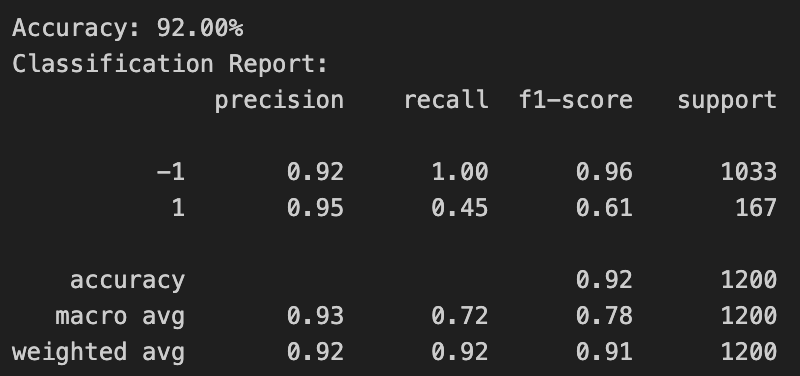 Accuracy: 92.00%
Classification Report:
precision recall f1-score support
-1 0.92 1.00 0.96 1033
1 0.95 0.45 0.61 167
accuracy 0.92 1200
macro avg 0.93 0.72 0.78 1200
weighted avg 0.92 0.92 0.91 1200